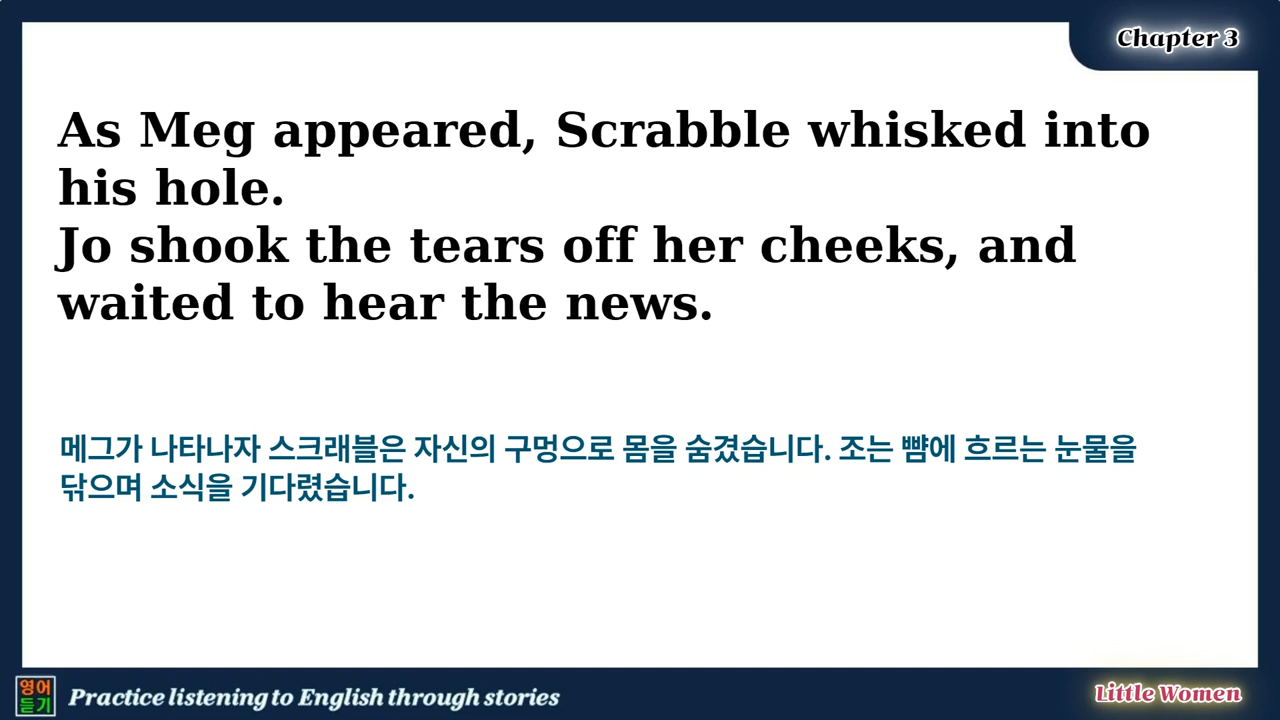 Chapter 3
As Meg appeared, Scrabble whisked into
his hole.
Jo shook the tears off her cheeks, and
waited to hear the news.
메그가 나타나자 스크래블은 자신의 구멍으로 몸을 숨겼습니다. 조는 뺨에 흐르는 눈물을
닦으며 소식을 기다렸습니다.
영어
듣기
Practice listening to English through stories
Little Women